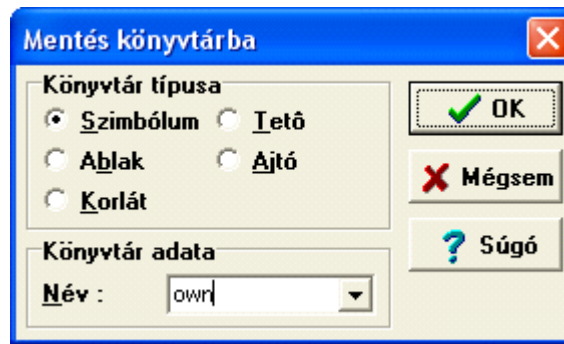 Mentés könyvtárba
Könyvtár típusa
Szimbólum Tetô
Ablak Ajtó
Korlát
OK
Mégsem
Súgó
Könyvtár adata
Név : own